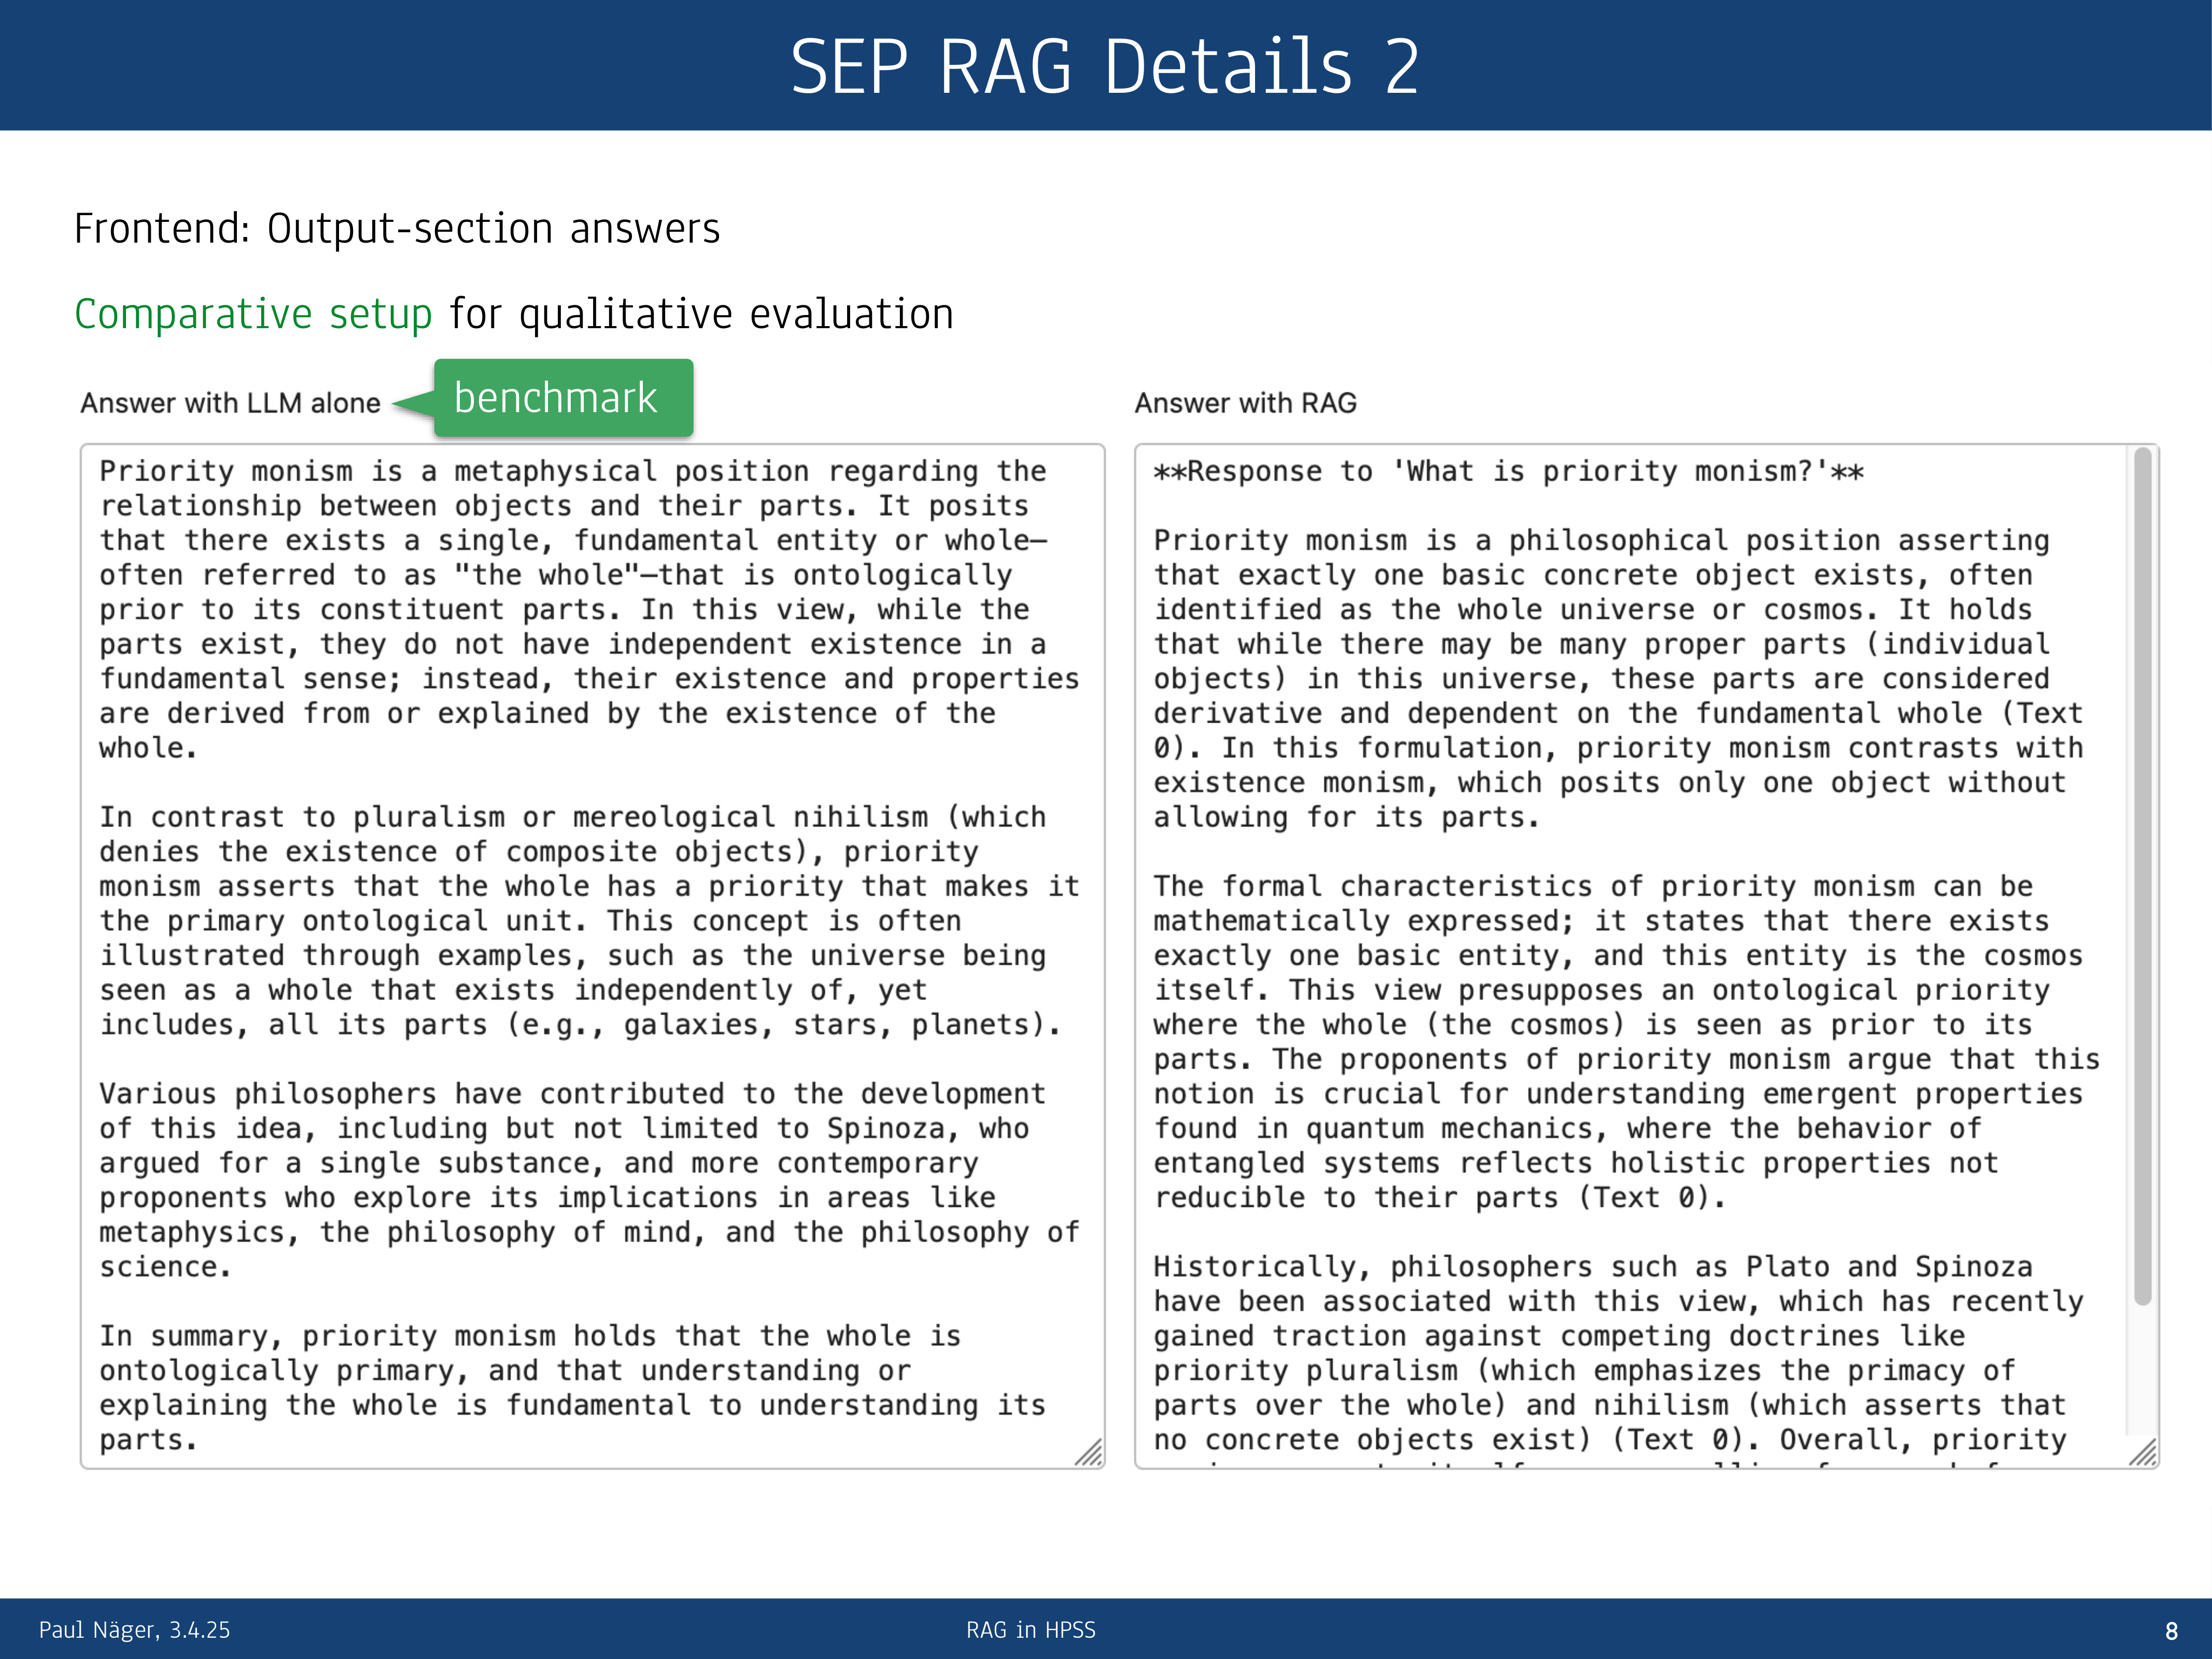 SEP RAG Details 2
Frontend: Output-section answers
Comparative setup for qualitative evaluation
Answer with LLM alone
benchmark
Priority monism is a metaphysical position regarding the
relationship between objects and their parts. It posits
that there exists a single, fundamental entity or whole—
often referred to as "the whole"—that is ontologically
prior to its constituent parts. In this view, while the
parts exist, they do not have independent existence in a
fundamental sense; instead, their existence and properties
are derived from or explained by the existence of the
whole.
In contrast to pluralism or mereological nihilism (which
denies the existence of composite objects), priority
monism asserts that the whole has a priority that makes it
the primary ontological unit. This concept is often
illustrated through examples, such as the universe being
seen as a whole that exists independently of, yet
includes, all its parts (e.g., galaxies, stars, planets).
Various philosophers have contributed to the development
of this idea, including but not limited to Spinoza, who
argued for a single substance, and more contemporary
proponents who explore its implications in areas like
metaphysics, the philosophy of mind, and the philosophy of
science.
In summary, priority monism holds that the whole is
ontologically primary, and that understanding or
explaining the whole is fundamental to understanding its
parts.
Answer with RAG
**Response to 'What is priority monism?'**
Priority monism is a philosophical position asserting
that exactly one basic concrete object exists, often
identified as the whole universe or cosmos. It holds
that while there may be many proper parts (individual
objects) in this universe, these parts are considered
derivative and dependent on the fundamental whole (Text
0). In this formulation, priority monism contrasts with
existence monism, which posits only one object without
allowing for its parts.
The formal characteristics of priority monism can be
mathematically expressed; it states that there exists
exactly one basic entity, and this entity is the cosmos
itself. This view presupposes an ontological priority
where the whole (the cosmos) is seen as prior to its
parts. The proponents of priority monism argue that this
notion is crucial for understanding emergent properties
found in quantum mechanics, where the behavior of
entangled systems reflects holistic properties not
reducible to their parts (Text 0).
Historically, philosophers such as Plato and Spinoza
have been associated with this view, which has recently
gained traction against competing doctrines like
priority pluralism (which emphasizes the primacy of
parts over the whole) and nihilism (which asserts that
no concrete objects exist) (Text 0). Overall, priority
Paul Näger, 3.4.25
RAG in HPSS
8